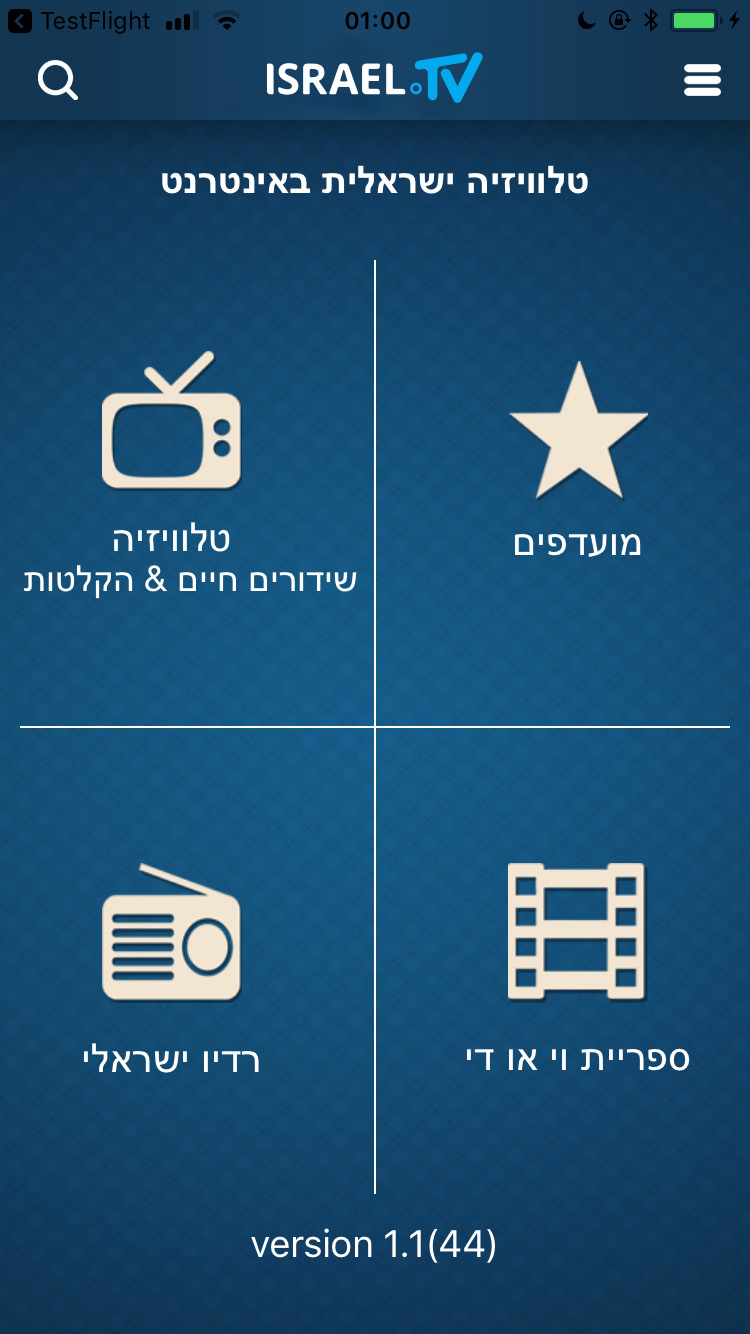 TestFlight 01:00
ISRAEL.TV
טלוויזיה ישראלית באינטרנט
מועדפים
טלוויזיה
שידורים חיים & הקלטות
ספריית וי או די
רדיו ישראלי
version 1.1(44)